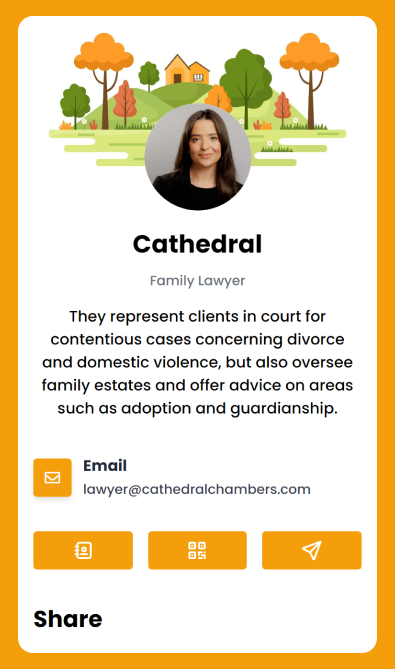 Cathedral
Family Lawyer
They represent clients in court for
contentious cases concerning divorce
and domestic violence, but also oversee
family estates and offer advice on areas
such as adoption and guardianship.
Email
lawyer@cathedralchambers.com
Share